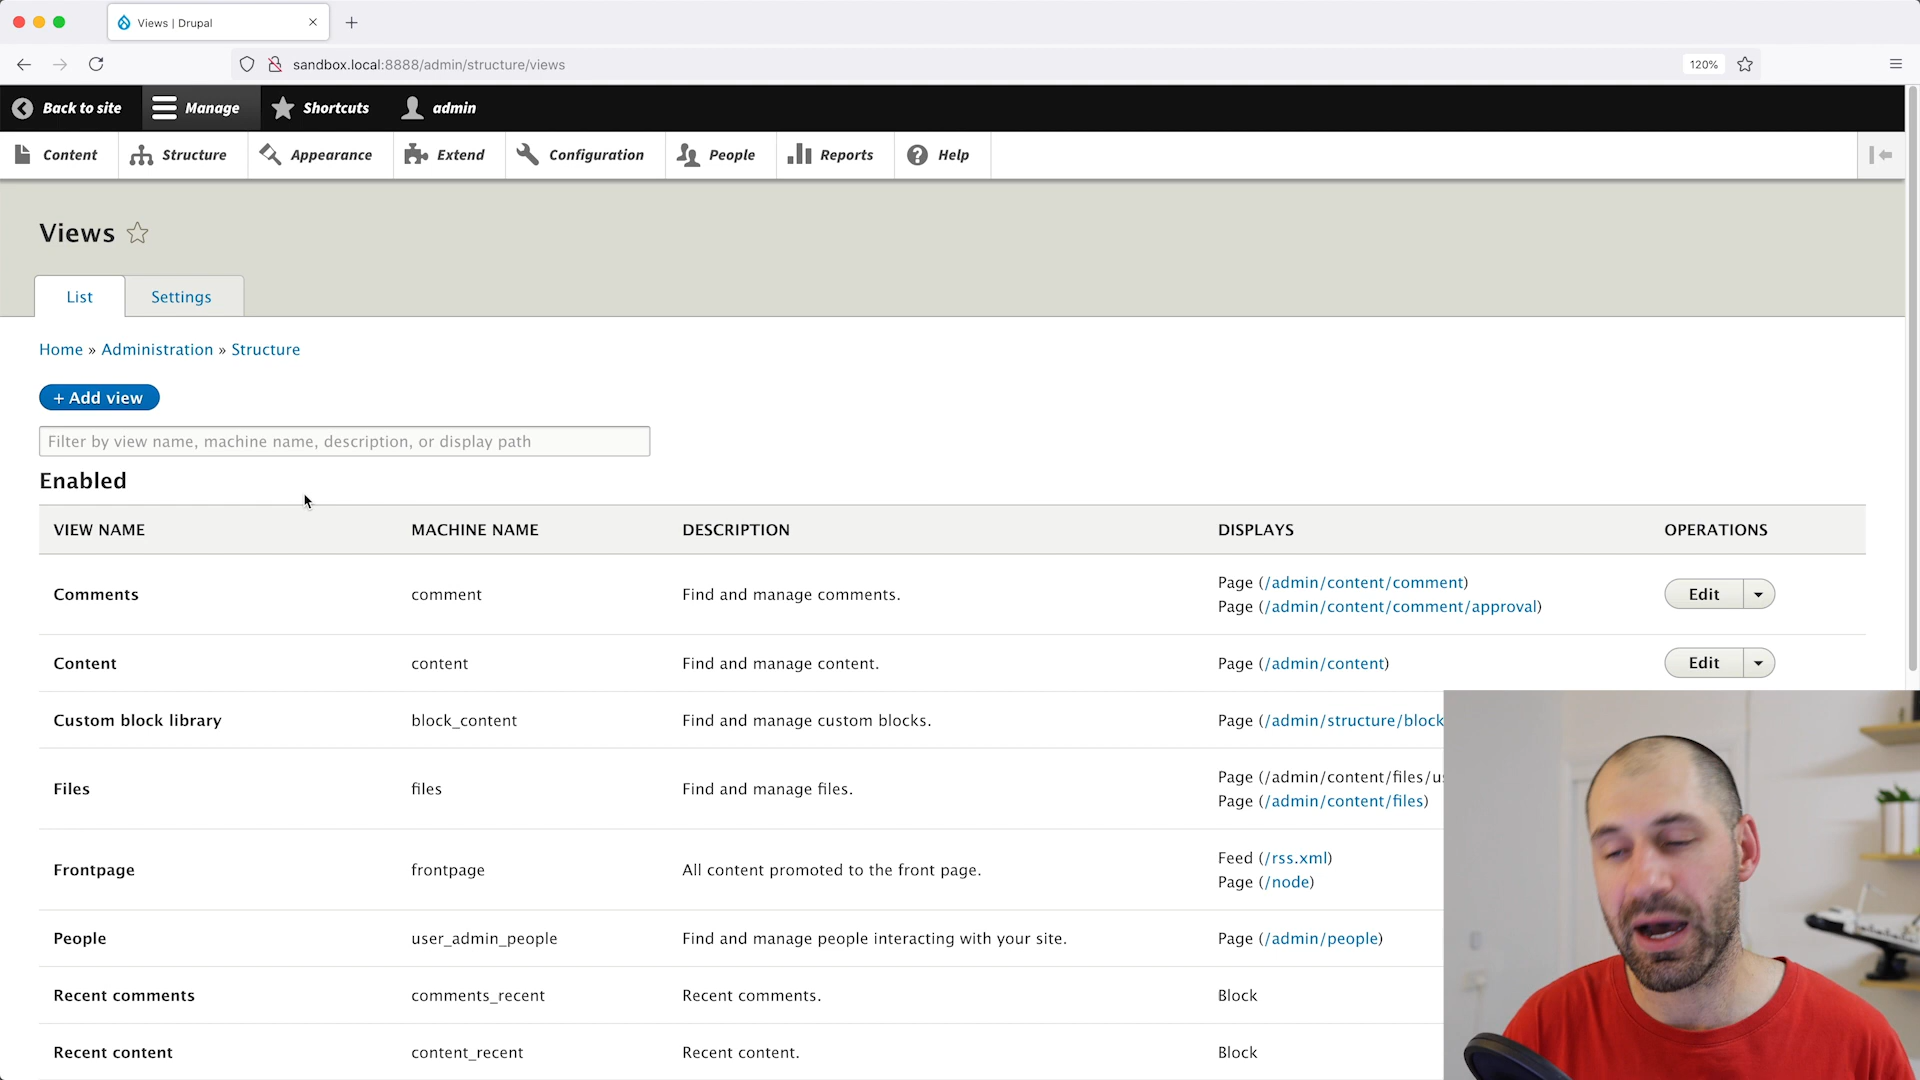 Views | Drupal
sandbox.local:8888/admin/structure/views
120%
Back to site
Manage
Shortcuts
admin
Content
Structure
Appearance
Extend
Configuration
People
Reports
Help
Views
List
Settings
Home » Administration » Structure
+ Add view
Filter by view name, machine name, description, or display path
Enabled
VIEW NAME MACHINE NAME DESCRIPTION DISPLAYS OPERATIONS
Comments comment Find and manage comments. Page (/admin/content/comment) Edit
Page (/admin/content/comment/approval)
Content content Find and manage content. Page (/admin/content) Edit
Custom block library block_content Find and manage custom blocks. Page (/admin/structure/block
Files files Find and manage files. Page (/admin/content/files/u
Page (/admin/content/files)
Frontpage frontpage All content promoted to the front page. Feed (/rss.xml)
Page (/node)
People user_admin_people Find and manage people interacting with your site. Page (/admin/people)
Recent comments comments_recent Recent comments. Block
Recent content content_recent Recent content. Block